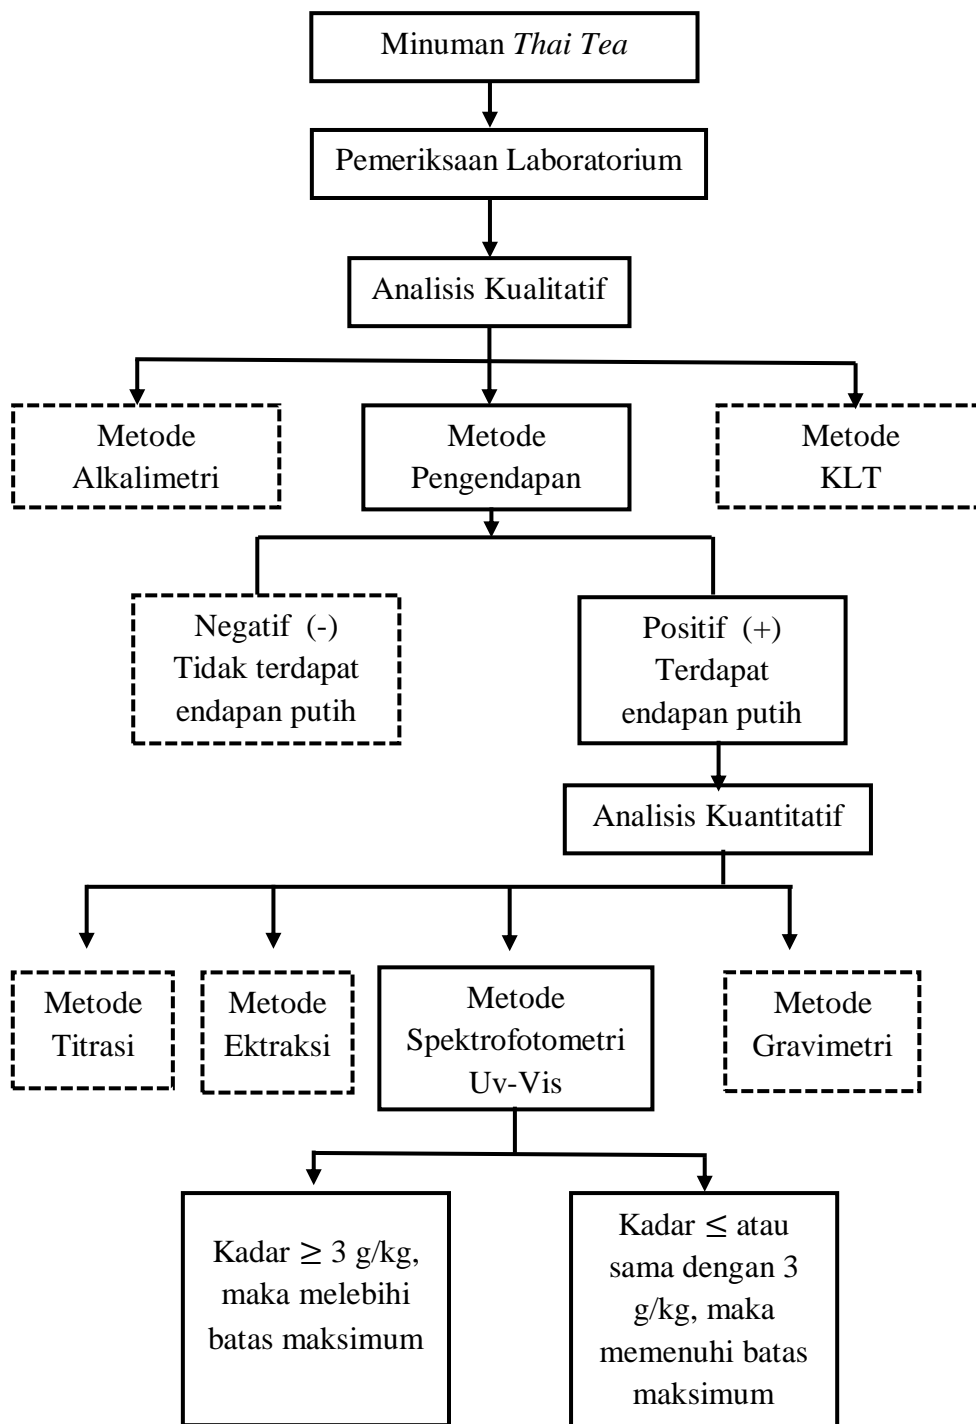 Minuman Thai Tea
Pemeriksaan Laboratorium
Analisis Kualitatif
Metode
Alkalimetri
Metode
Pengendapan
Metode
KLT
Negatif (-)
Tidak terdapat
endapan putih
Positif (+)
Terdapat
endapan putih
Analisis Kuantitatif
Metode
Titrasi
Metode
Ektraksi
Metode
Spektrofotometri
Uv-Vis
Metode
Gravimetri
Kadar ≥ 3 g/kg,
maka melebihi
batas maksimum
Kadar ≤ atau
sama dengan 3
g/kg, maka
memenuhi batas
maksimum